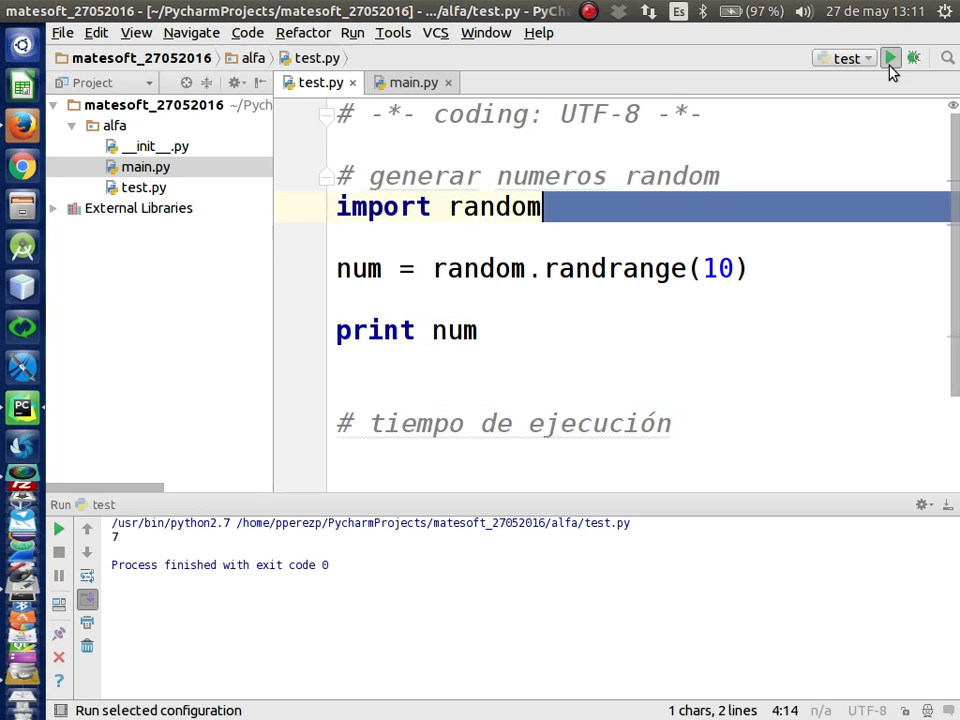 matesoft_27052016 - [~/PycharmProjects/matesoft_27052016] - .../alfa/test.py - PyCh
Es
(97 %)
27 de may 13:11
File Edit View Navigate Code Refactor Run Tools VCS Window Help
matesoft_27052016 alfa test.py
test
Project
test.py main.py
matesoft_27052016 ~/Pych
alfa
__init__.py
main.py
test.py
External Libraries
# -*- coding: UTF-8 -*-
# generar numeros random
import random
num = random.randrange(10)
print num
# tiempo de ejecución
Run test
/usr/bin/python2.7 /home/pperezp/PycharmProjects/matesoft_27052016/alfa/test.py
7
Process finished with exit code 0
Run selected configuration
1 chars, 2 lines 4:14 n/a UTF-8